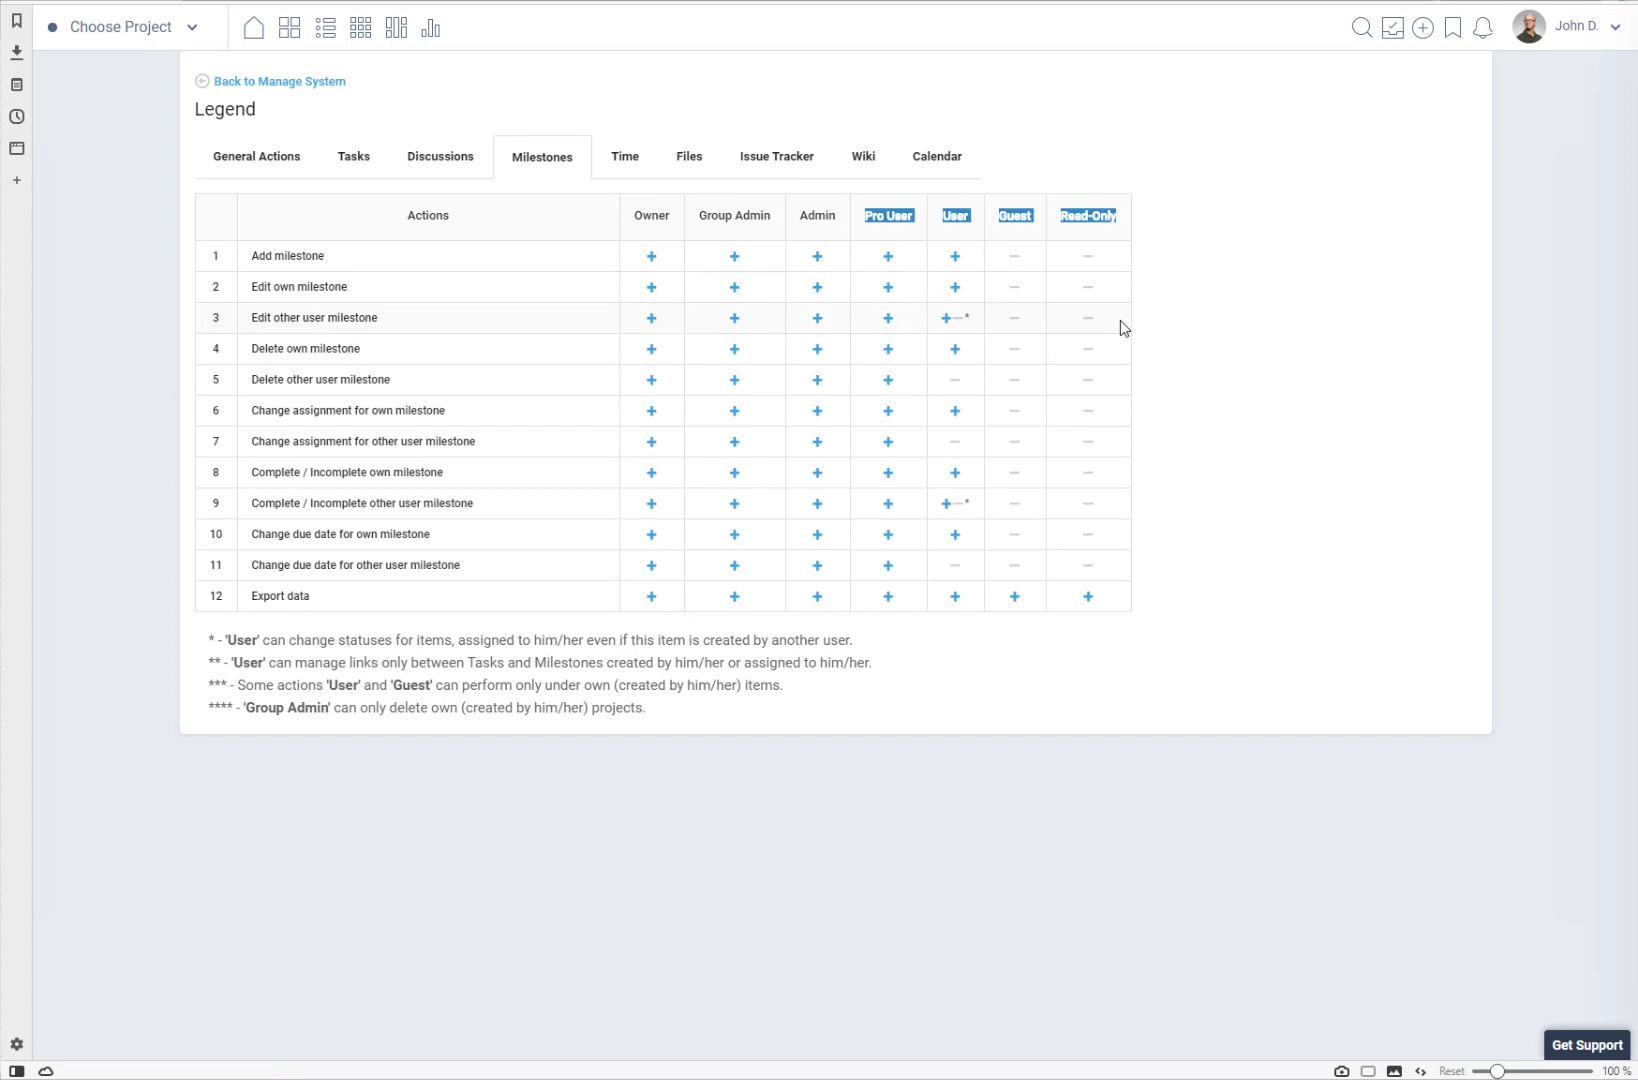 Choose Project
John D.
Back to Manage System
Legend
General Actions Tasks Discussions Milestones Time Files Issue Tracker Wiki Calendar
Actions Owner Group Admin Admin Pro User User Guest Read-Only
1 Add milestone + + + + + — —
2 Edit own milestone + + + + + — —
3 Edit other user milestone + + + + +—* — —
4 Delete own milestone + + + + + — —
5 Delete other user milestone + + + + — — —
6 Change assignment for own milestone + + + + + — —
7 Change assignment for other user milestone + + + + — — —
8 Complete / Incomplete own milestone + + + + + — —
9 Complete / Incomplete other user milestone + + + + +—* — —
10 Change due date for own milestone + + + + + — —
11 Change due date for other user milestone + + + + — — —
12 Export data + + + + + + +
* - 'User' can change statuses for items, assigned to him/her even if this item is created by another user.
** - 'User' can manage links only between Tasks and Milestones created by him/her or assigned to him/her.
*** - Some actions 'User' and 'Guest' can perform only under own (created by him/her) items.
**** - 'Group Admin' can only delete own (created by him/her) projects.
Get Support
Reset 100 %